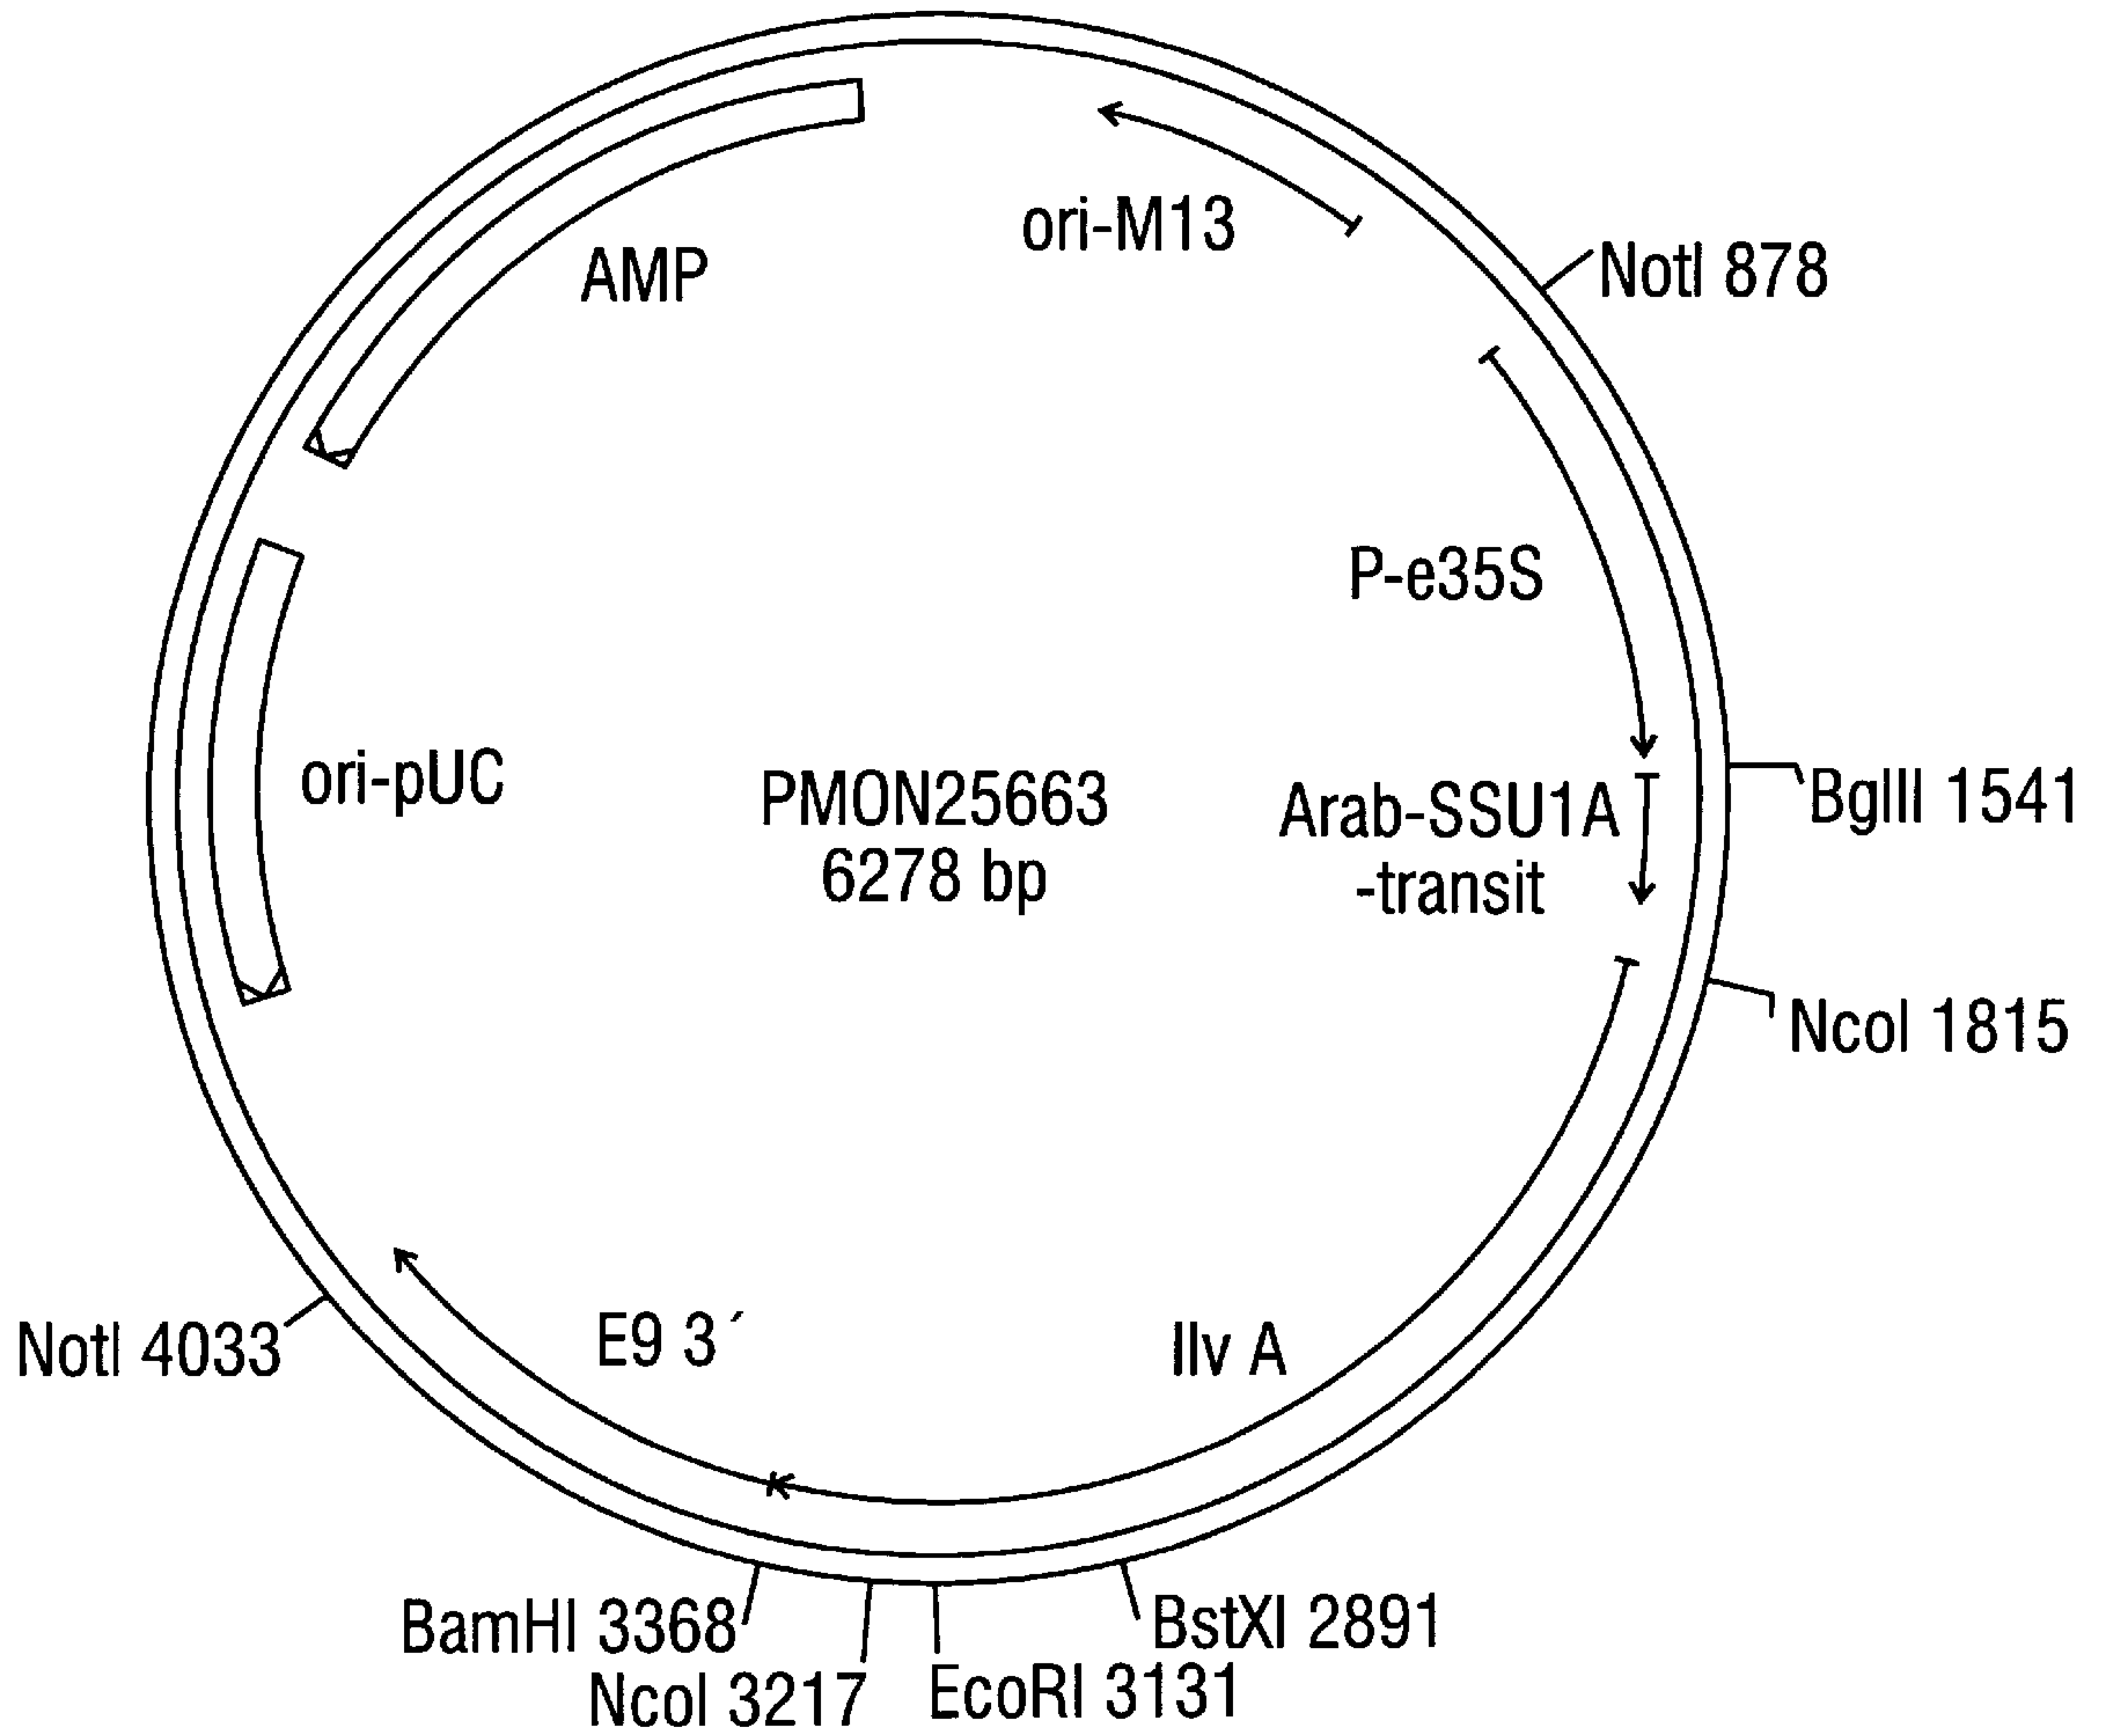 ori-M13
AMP
NotI 878
P-e35S
ori-pUC
PMON25663
6278 bp
Arab-SSU1A
-transit
BglII 1541
NcoI 1815
NotI 4033
E9 3´
Ilv A
BamHI 3368
NcoI 3217
EcoRI 3131
BstXI 2891